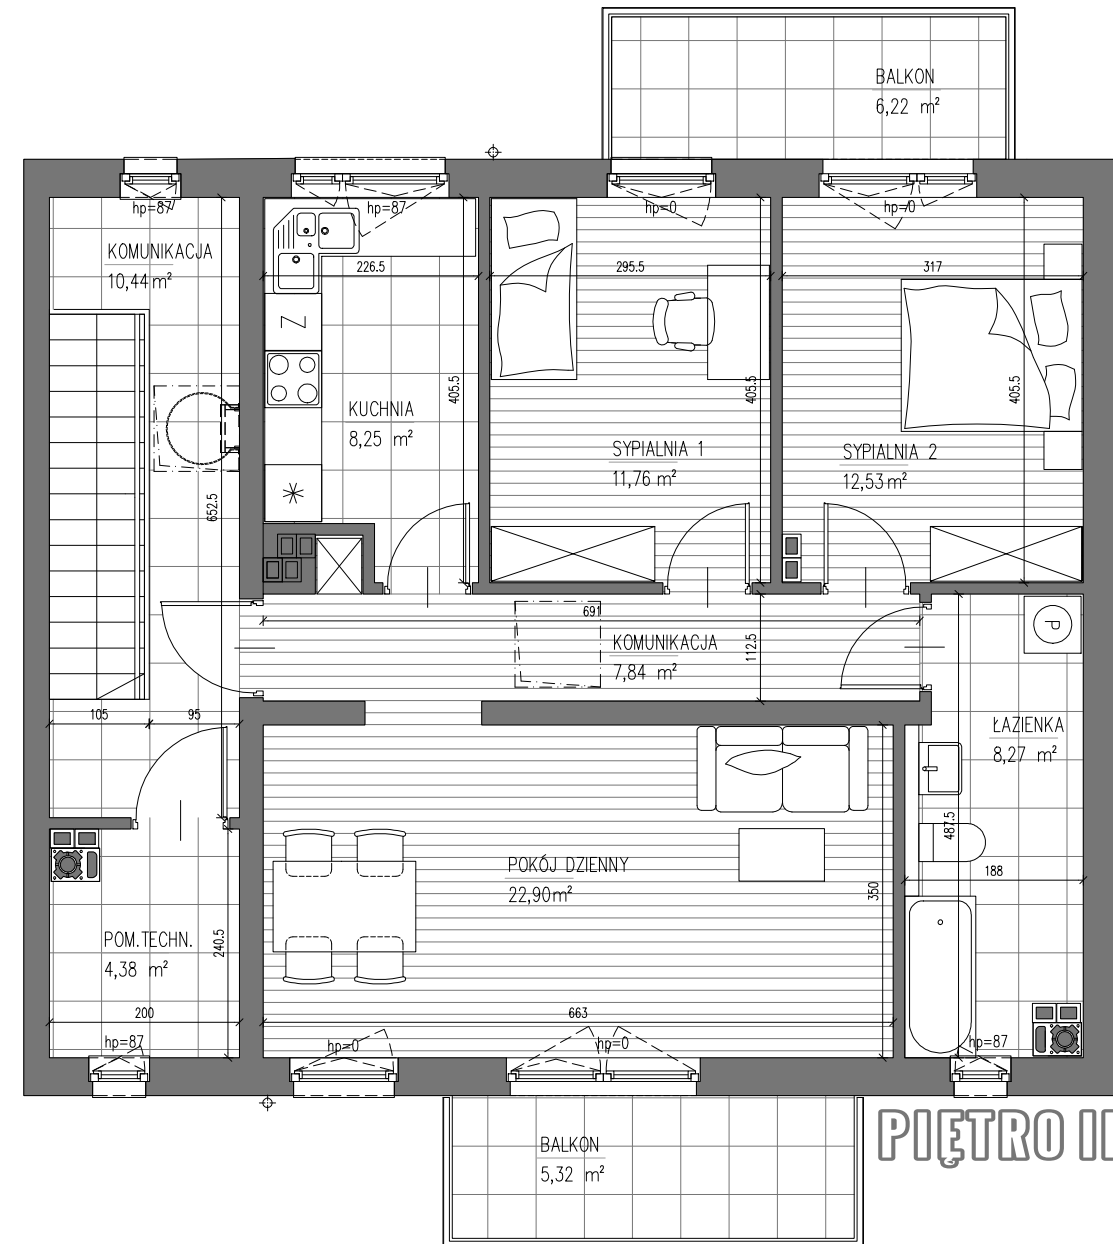 BALKON
6,22 m²
hp=87
hp=87
hp=0
hp=0
KOMUNIKACJA
10,44 m²
226.5
295.5
317
Z
405.5
405.5
405.5
KUCHNIA
8,25 m²
SYPIALNIA 1
11,76 m²
SYPIALNIA 2
12,53 m²
652.5
691
KOMUNIKACJA
7,84 m²
112.5
P
105
95
ŁAZIENKA
8,27 m²
487.5
188
POKÓJ DZIENNY
22,90 m²
350
POM.TECHN.
4,38 m²
240.5
200
663
hp=87
hp=0
hp=0
hp=87
BALKON
5,32 m²
PIĘTRO